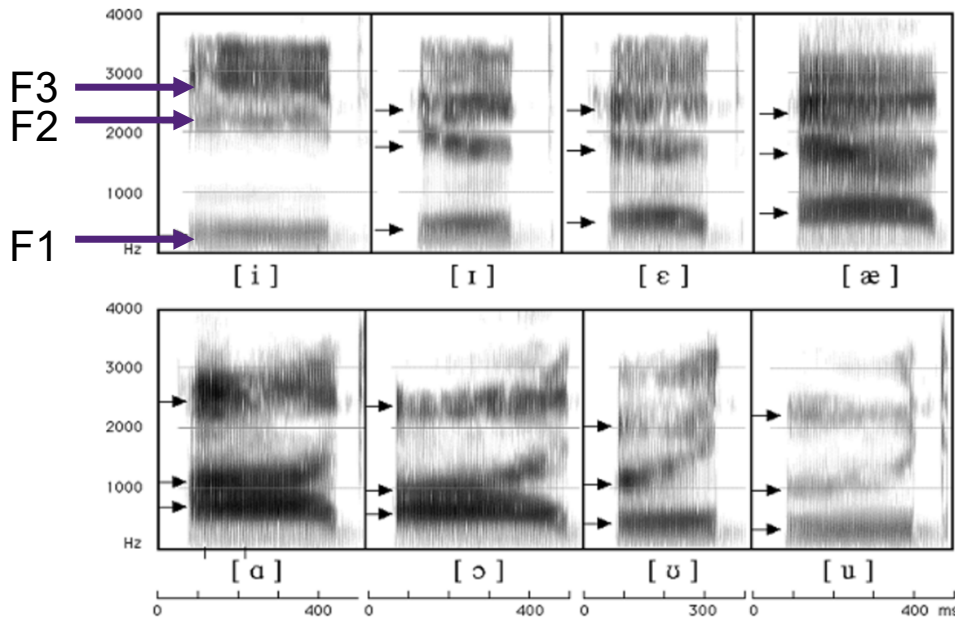 4000
3000
F3
F2
2000
1000
F1
Hz
[ i ] [ ɪ ] [ ɛ ] [ æ ]
4000
3000
2000
1000
Hz
[ ɑ ] [ ɔ ] [ ʊ ] [ u ]
0 400 0 0 300 0 400 ms